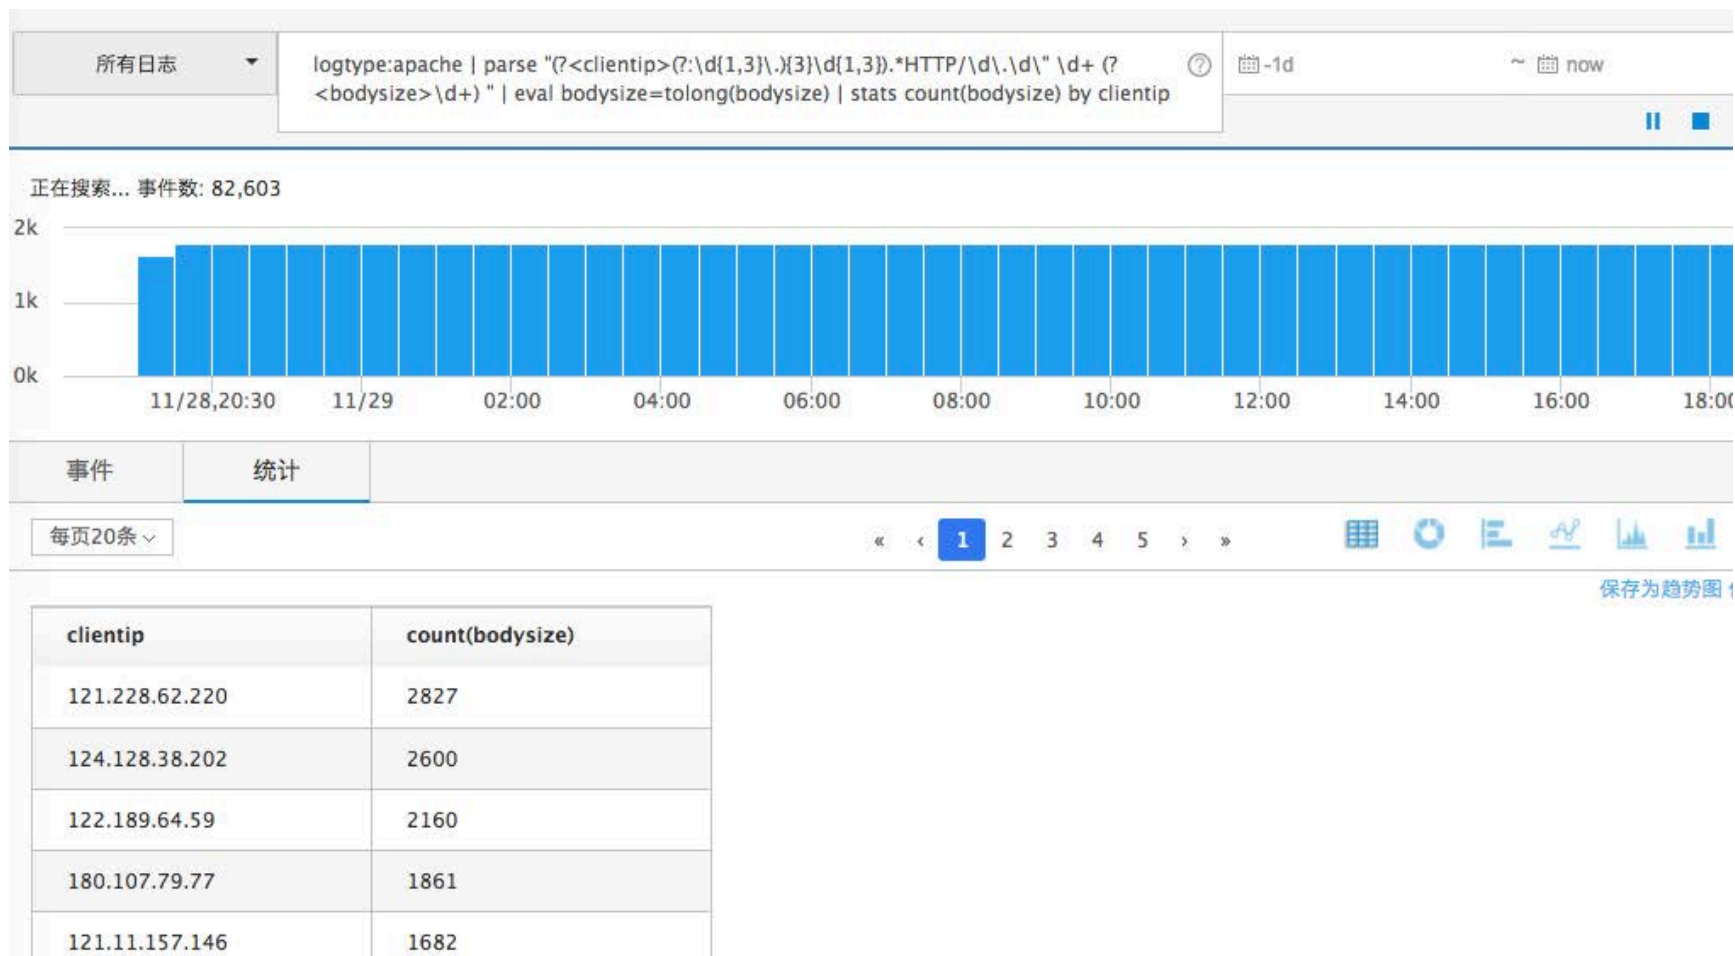 所有日志
logtype:apache | parse "(?<clientip>(?:\d{1,3}\.){3}\d{1,3}).*HTTP/\d\.\d\" \d+ (?
<bodysize>\d+) " | eval bodysize=tolong(bodysize) | stats count(bodysize) by clientip
?
-1d ~ now
正在搜索... 事件数: 82,603
2k
1k
0k
11/28,20:30 11/29 02:00 04:00 06:00 08:00 10:00 12:00 14:00 16:00 18:00
事件 统计
每页20条 « ‹ 1 2 3 4 5 › »
保存为趋势图
clientip count(bodysize)
121.228.62.220 2827
124.128.38.202 2600
122.189.64.59 2160
180.107.79.77 1861
121.11.157.146 1682